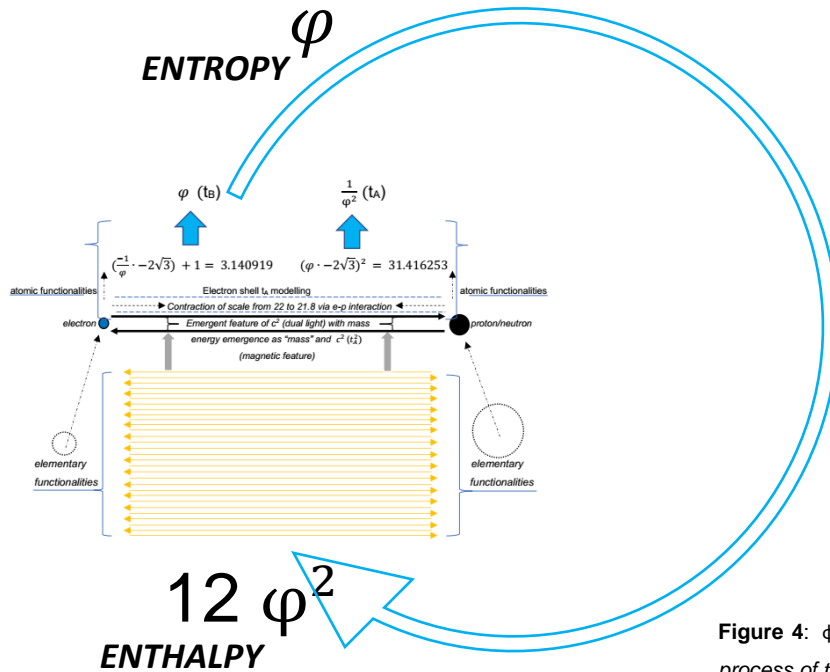 φ
ENTROPY
φ (tB) 1/φ² (tA)
(-1/φ · -2√3) + 1 = 3.140919 (φ · -2√3)² = 31.416253
atomic functionalities Electron shell tA modelling atomic functionalities
Contraction of scale from 22 to 21.8 via e-p interaction
electron Emergent feature of c² (dual light) with mass proton/neutron
energy emergence as "mass" and c² (t²A)
(magnetic feature)
elementary elementary
functionalities functionalities
12 φ²
ENTHALPY
Figure 4: ϕ
process of t